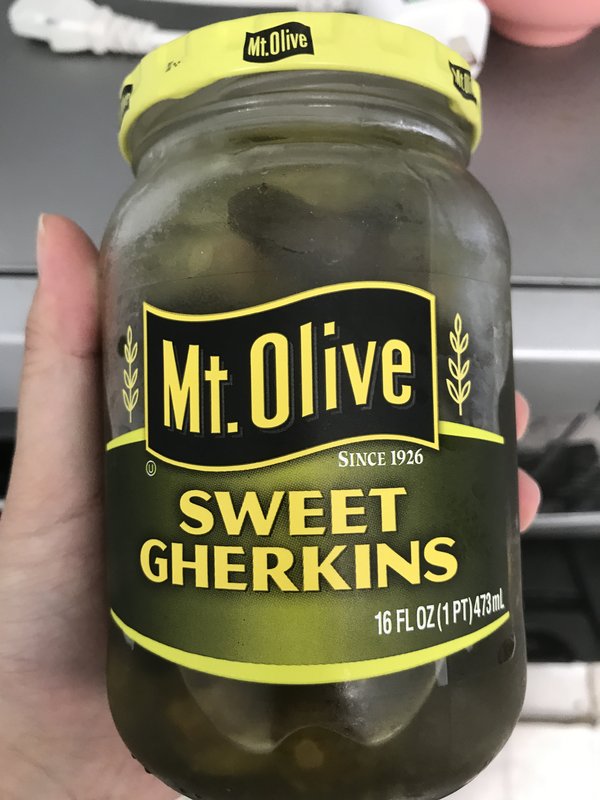 Mt.Olive
Mt. Olive
SINCE 1926
U
SWEET
GHERKINS
16 FL OZ (1 PT) 473 mL